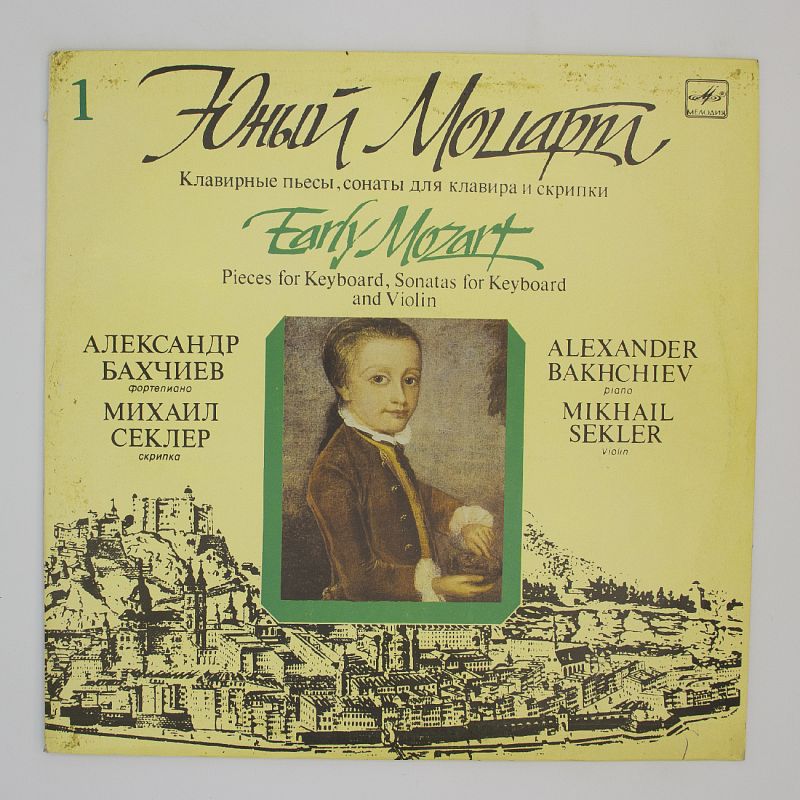 1
Юный Моцарт
МЕЛОДИЯ
Клавирные пьесы, сонаты для клавира и скрипки
Early Mozart
Pieces for Keyboard, Sonatas for Keyboard
and Violin
АЛЕКСАНДР
БАХЧИЕВ
фортепиано
МИХАИЛ
СЕКЛЕР
скрипка
ALEXANDER
BAKHCHIEV
piano
MIKHAIL
SEKLER
violin